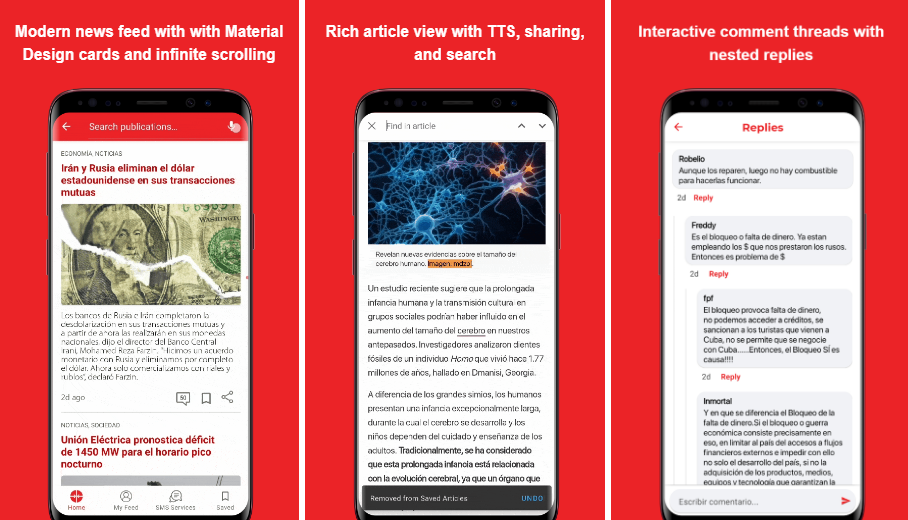 Modern news feed with with Material
Design cards and infinite scrolling
Search publications...
ECONOMÍA, NOTICIAS
Irán y Rusia eliminan el dólar
estadounidense en sus transacciones
mutuas
WASHINGTON
Los bancos de Rusia e Irán completaron la
desdolarización en sus transacciones mutuas y
a partir de ahora las realizarán en sus monedas
nacionales, dijo el director del Banco Central
iraní, Mohamed Reza Farzin. "Hicimos un acuerdo
monetario con Rusia y eliminamos por completo
el dólar. Ahora solo comercializamos con riales y
rublos", declaró Farzin.
2d ago
50
NOTICIAS, SOCIEDAD
Unión Eléctrica pronostica déficit
de 1450 MW para el horario pico
nocturno
Home
My Feed
SMS Services
Saved
Rich article view with TTS, sharing,
and search
Find in article
Revelan nuevas evidencias sobre el tamaño de
cerebro humano. Imagen: mdzol.
Un estudio reciente sugiere que la prolongada
infancia humana y la transmisión cultural en
grupos sociales podrían haber influido en el
aumento del tamaño del cerebro en nuestros
antepasados. Investigadores analizaron dientes
fósiles de un individuo Homo que vivió hace 1.77
millones de años, hallado en Dmanisi, Georgia.
A diferencia de los grandes simios, los humanos
presentan una infancia excepcionalmente larga,
durante la cual el cerebro se desarrolla y los
niños dependen del cuidado y enseñanza de los
adultos. Tradicionalmente, se ha considerado
que esta prolongada infancia está relacionada
con la evolución cerebral, ya que un órgano que
Removed from Saved Articles
UNDO
Interactive comment threads with
nested replies
Replies
Robelio
Aunque los reparen, luego no hay combustible
para hacerlas funcionar.
2d Reply
Freddy
Es el bloqueo o falta de dinero. Ya estan
empleando los $ que nos prestaron los rusos.
Entonces es problema de $
2d Reply
fpf
El bloqueo provoca falta de dinero,
no podemos acceder a créditos, se
sancionan a los turistas que vienen a
Cuba, no se permite que se negocie
con Cuba......Entonces, el Bloqueo SÍ es
causa!!!!
2d Reply
Inmortal
Y en que se diferencia el Bloqueo de la
falta de dinero.Si el bloqueo o guerra
económica consiste precisamente en
eso, en limitar al país del accesos a flujos
financieros externos e impedir con ello
no solo el desarrollo del país, si no la
adquisición de los productos, medios,
equipos y tecnología que garantizan la
Escribir comentario...